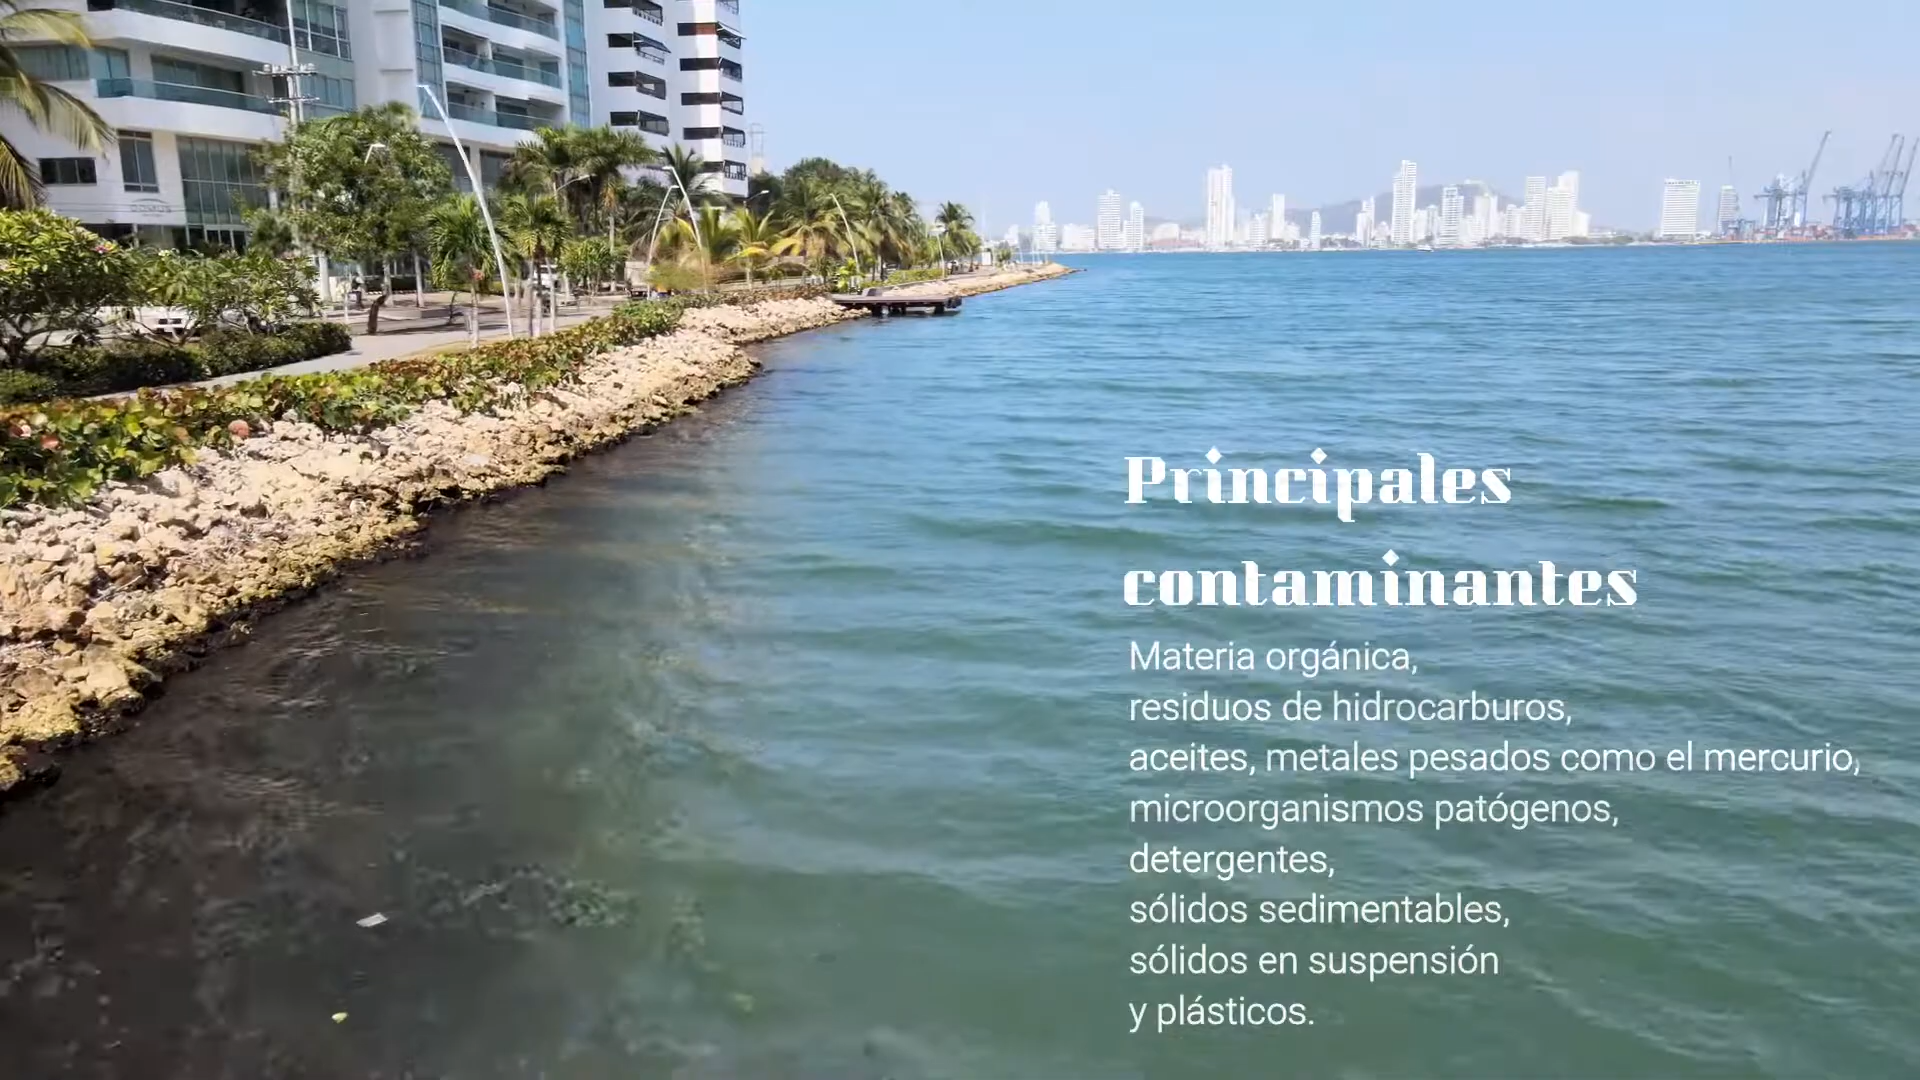 Principales
contaminantes
Materia orgánica,
residuos de hidrocarburos,
aceites, metales pesados como el mercurio,
microorganismos patógenos,
detergentes,
sólidos sedimentables,
sólidos en suspensión
y plásticos.